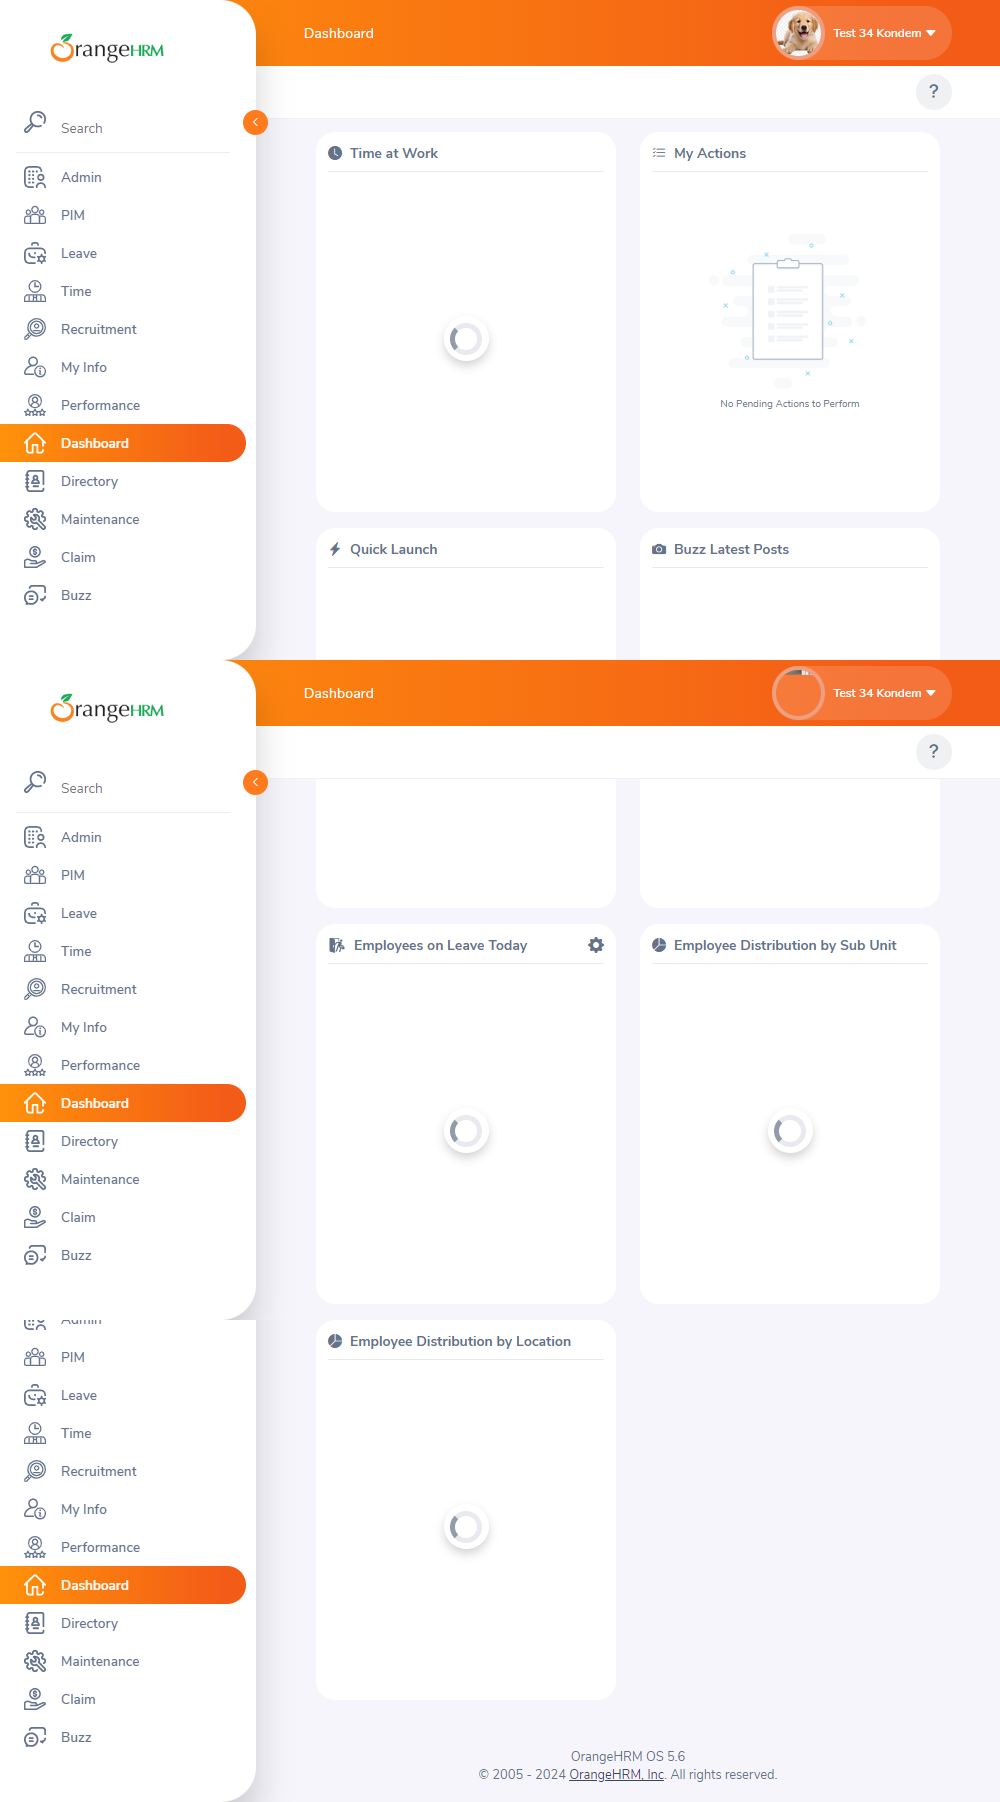 OrangeHRM
Dashboard
Test 34 Kondem
?
Search
Admin
PIM
Leave
Time
Recruitment
My Info
Performance
Dashboard
Directory
Maintenance
Claim
Buzz
Time at Work
My Actions
No Pending Actions to Perform
Quick Launch
Buzz Latest Posts
OrangeHRM
Dashboard
Test 34 Kondem
?
Search
Admin
PIM
Leave
Time
Recruitment
My Info
Performance
Dashboard
Directory
Maintenance
Claim
Buzz
Employees on Leave Today
Employee Distribution by Sub Unit
Admin
PIM
Leave
Time
Recruitment
My Info
Performance
Dashboard
Directory
Maintenance
Claim
Buzz
Employee Distribution by Location
OrangeHRM OS 5.6
© 2005 - 2024 OrangeHRM, Inc. All rights reserved.